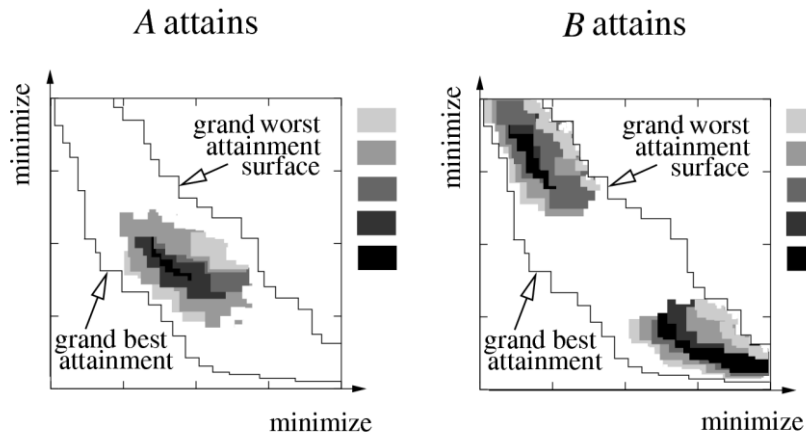 A attains
minimize
grand worst
attainment
surface
grand best
attainment
minimize
B attains
minimize
grand worst
attainment
surface
grand best
attainment
minimize